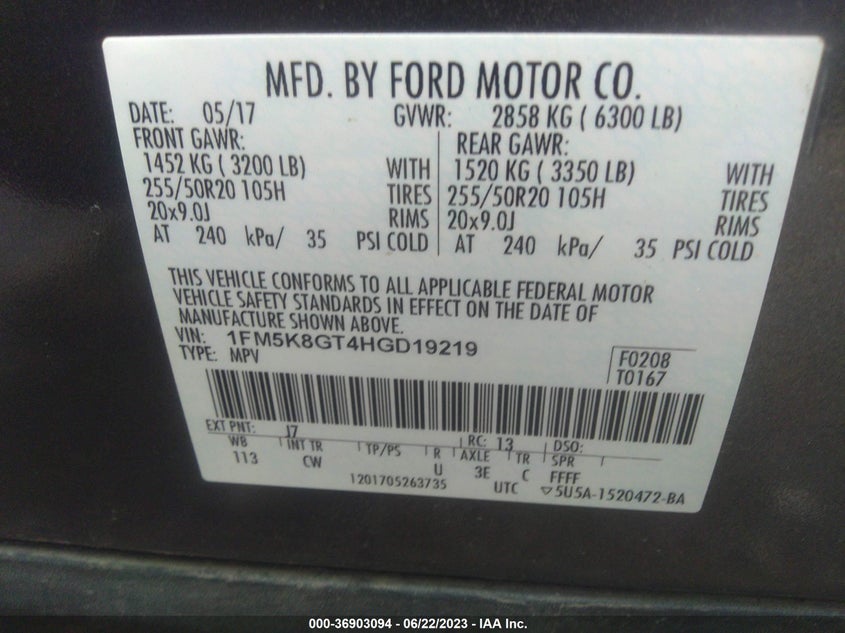 MFD. BY FORD MOTOR CO.
DATE: 05/17 GVWR: 2858 KG ( 6300 LB)
FRONT GAWR: REAR GAWR:
1452 KG ( 3200 LB) WITH 1520 KG ( 3350 LB) WITH
255/50R20 105H TIRES 255/50R20 105H TIRES
20x9.0J RIMS 20x9.0J RIMS
AT 240 kPa/ 35 PSI COLD AT 240 kPa/ 35 PSI COLD
THIS VEHICLE CONFORMS TO ALL APPLICABLE FEDERAL MOTOR
VEHICLE SAFETY STANDARDS IN EFFECT ON THE DATE OF
MANUFACTURE SHOWN ABOVE.
VIN: 1FM5K8GT4HGD19219
TYPE: MPV F0208
T0167
EXT PNT: J7 RC: 13 DSO:
WB INT TR TP/PS R AXLE TR SPR
113 CW U 3E C FFFF
1201705263735 UTC ▽5U5A-1520472-BA
000-36903094 - 06/22/2023 - IAA Inc.